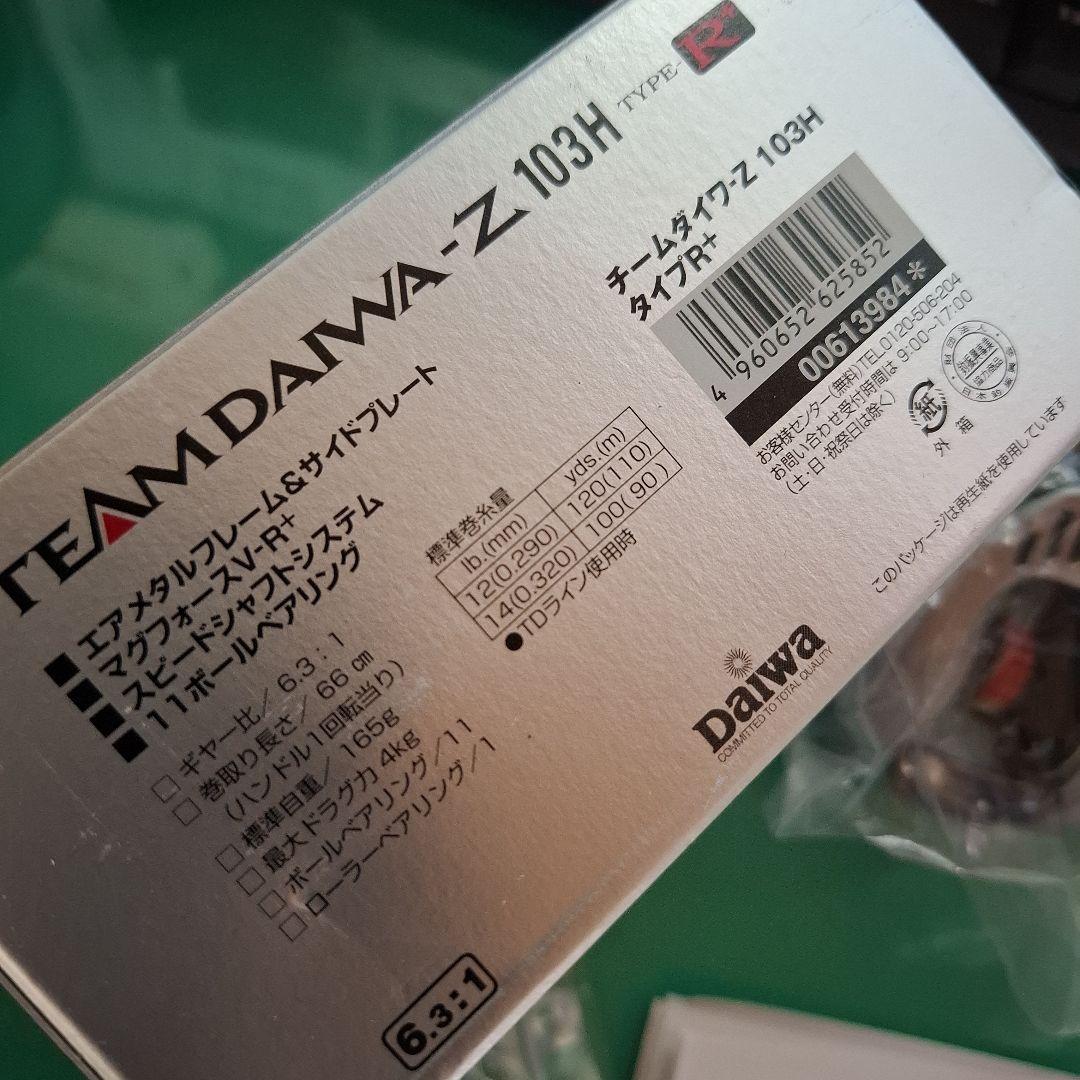 TEAM DAIWA-Z 103H TYPE-R+
■エアメタルフレーム&サイドプレート
■マグフォースV-R+
■スピードシャフトシステム
■11ボールベアリング
□ギヤー比/6.3:1
□巻取り長さ/66cm
(ハンドル1回転当り)
□標準自重/165g
□最大ドラグ力 4kg
□ボールベアリング/11
□ローラーベアリング/1
6.3:1
標準巻糸量
lb.(mm) yds.(m)
12(0.290) 120(110)
14(0.320) 100(90)
●TDライン使用時
チームダイワ-Z 103H
タイプR+
4 960652 625852
00613984*
お客様センター(無料)TEL0120-506-204
お問い合わせ受付時間は 9:00~17:00
(土・日・祝祭日は除く)
紙
外箱
協力商品
Daiwa
COMMITTED TO TOTAL QUALITY
このパッケージは再生紙を使用しています